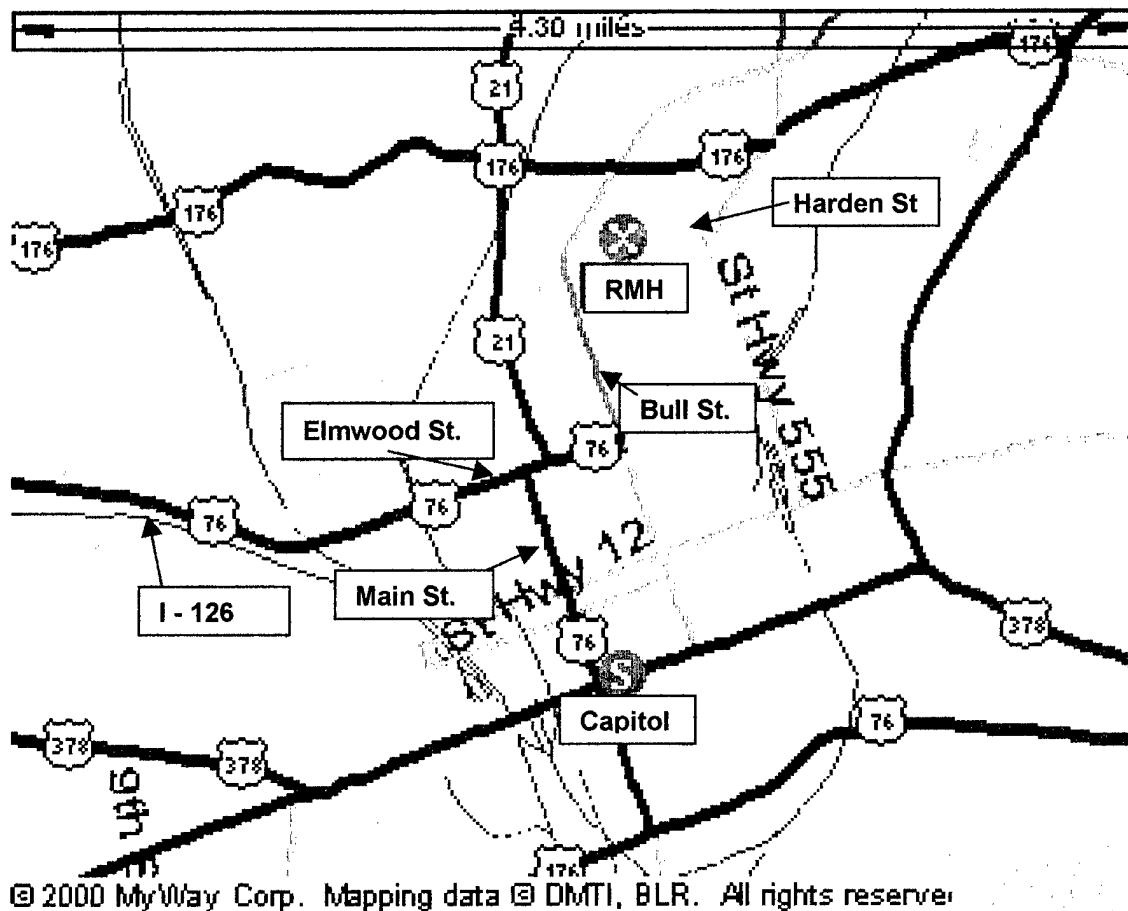 4.30 miles
176
21
176
176
176
Harden St
176
RMH
St Hwy 555
21
Bull St.
Elmwood St.
76
76
76
Hwy 12
Main St.
I - 126
378
76
S
Capitol
76
378
378
9th
176
© 2000 MyWay Corp. Mapping data © DMTI, BLR. All rights reserve